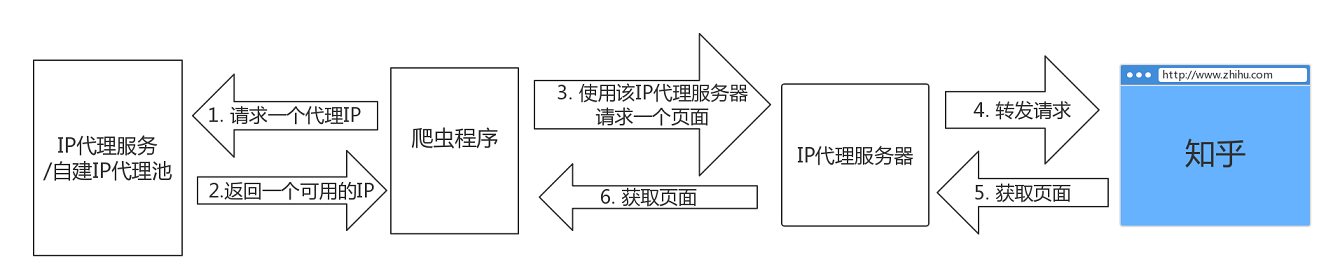 IP代理服务
/自建IP代理池
1. 请求一个代理IP
2.返回一个可用的IP
爬虫程序
3. 使用该IP代理服务器
请求一个页面
6. 获取页面
IP代理服务器
4. 转发请求
5. 获取页面
http://www.zhihu.com
知乎